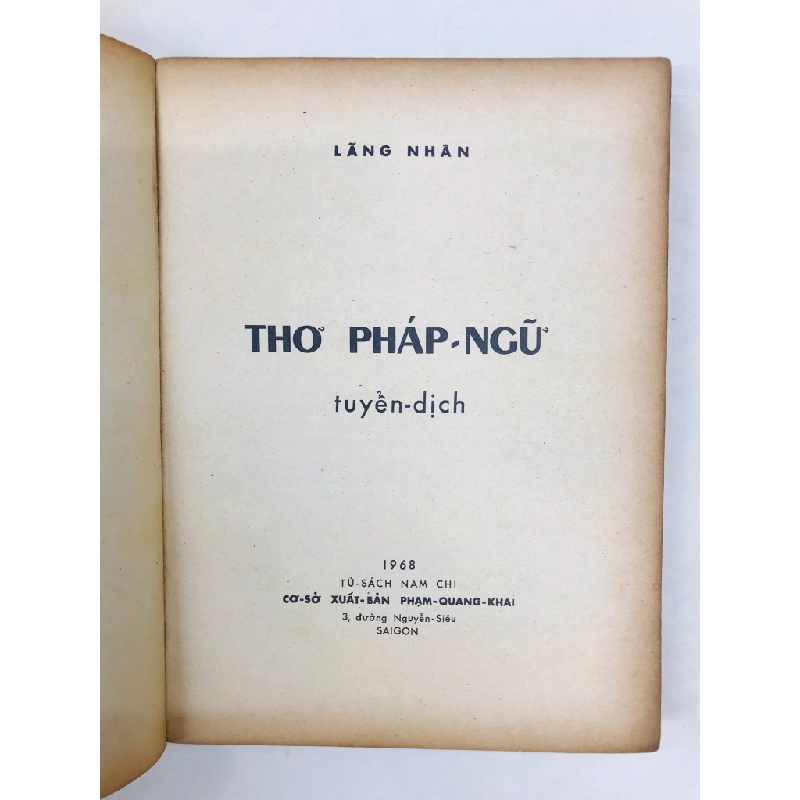 LÃNG NHÂN
THƠ PHÁP-NGỮ
tuyển-dịch
1968
TỦ-SÁCH NAM CHI
CƠ-SỞ XUẤT-BẢN PHẠM-QUANG-KHAI
3, đường Nguyễn-Siêu
SAIGON